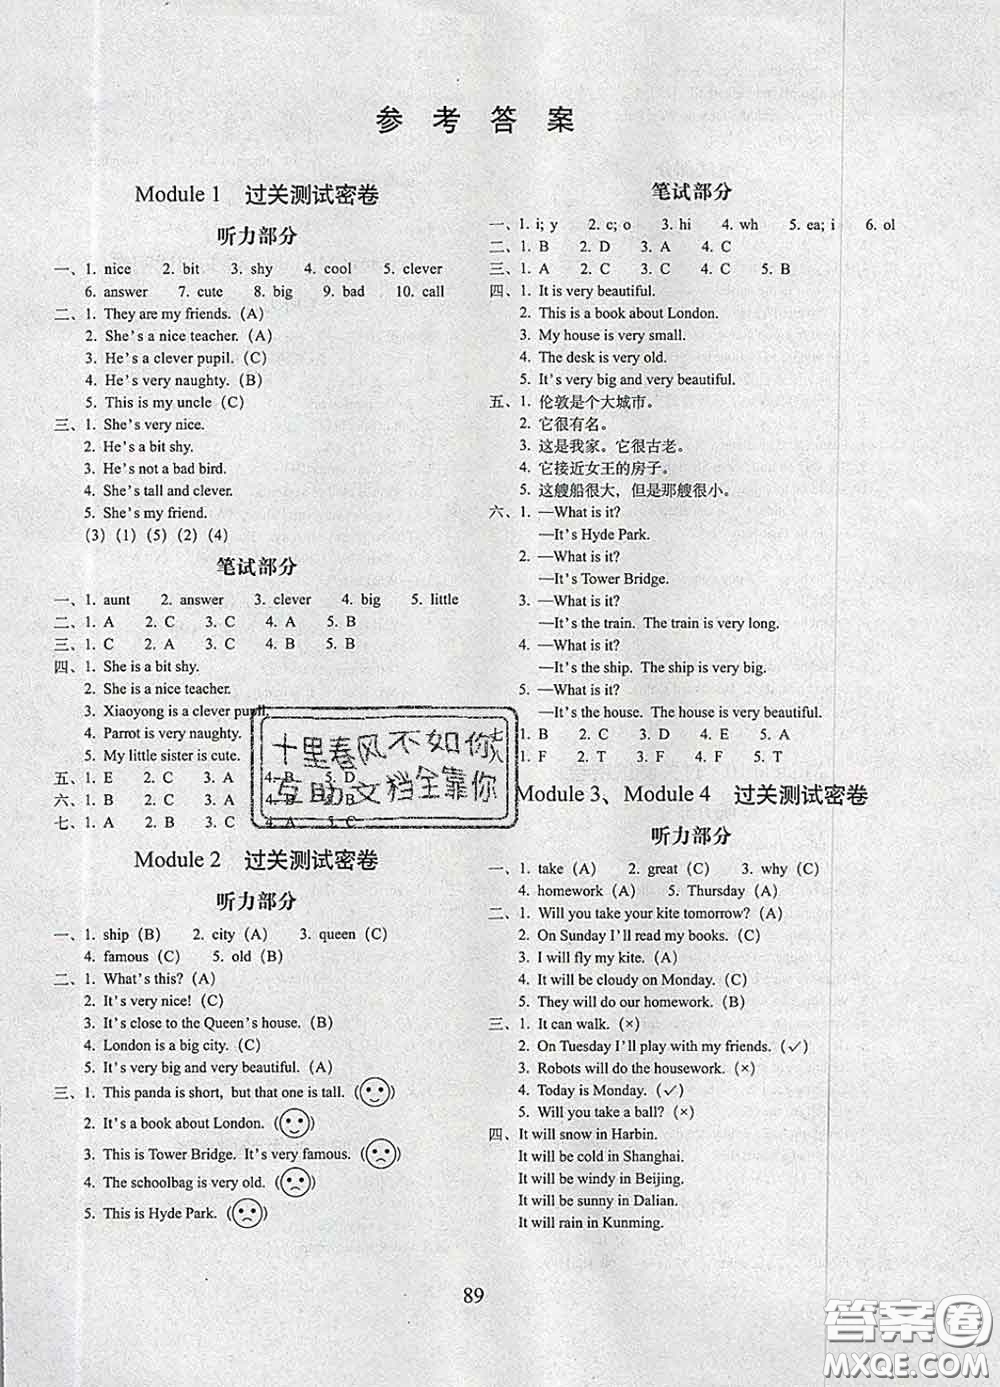 参考答案
Module 1 过关测试密卷
听力部分
一、1. nice 2. bit 3. shy 4. cool 5. clever
6. answer 7. cute 8. big 9. bad 10. call
二、1. They are my friends. (A)
2. She's a nice teacher. (A)
3. He's a clever pupil. (C)
4. He's very naughty. (B)
5. This is my uncle (C)
三、1. She's very nice.
2. He's a bit shy.
3. He's not a bad bird.
4. She's tall and clever.
5. She's my friend.
(3) (1) (5) (2) (4)
笔试部分
一、1. aunt 2. answer 3. clever 4. big 5. little
二、1. A 2. C 3. C 4. A 5. B
三、1. C 2. A 3. C 4. B 5. B
四、1. She is a bit shy.
2. She is a nice teacher.
3. Xiaoyong is a clever pupil.
4. Parrot is very naughty.
5. My little sister is cute.
五、1. E 2. C 3. A 4. B 5. D
六、1. B 2. C 3. A 4. B 5. B
七、1. A 2. B 3. C 4. A 5. C
十里春风不如你
七人
互助文档全靠你
Module 2 过关测试密卷
听力部分
一、1. ship (B) 2. city (A) 3. queen (C)
4. famous (C) 5. old (B)
二、1. What's this? (A)
2. It's very nice! (C)
3. It's close to the Queen's house. (B)
4. London is a big city. (C)
5. It's very big and very beautiful. (A)
三、1. This panda is short, but that one is tall. ( )
2. It's a book about London. ( )
3. This is Tower Bridge. It's very famous. ( )
4. The schoolbag is very old. ( )
5. This is Hyde Park. ( )
笔试部分
一、1. i; y 2. c; o 3. hi 4. wh 5. ea; i 6. ol
二、1. B 2. D 3. A 4. C
三、1. A 2. C 3. C 4. C 5. B
四、1. It is very beautiful.
2. This is a book about London.
3. My house is very small.
4. The desk is very old.
5. It's very big and very beautiful.
五、1. 伦敦是个大城市。
2. 它很有名。
3. 这是我家。它很古老。
4. 它接近女王的房子。
5. 这艘船很大，但是那艘很小。
六、1. —What is it?
—It's Hyde Park.
2. —What is it?
—It's Tower Bridge.
3. —What is it?
—It's the train. The train is very long.
4. —What is it?
—It's the ship. The ship is very big.
5. —What is it?
—It's the house. The house is very beautiful.
1. B 2. C 3. D 4. E 5. A
1. F 2. T 3. F 4. F 5. T
Module 3、Module 4 过关测试密卷
听力部分
一、1. take (A) 2. great (C) 3. why (C)
4. homework (A) 5. Thursday (A)
二、1. Will you take your kite tomorrow? (A)
2. On Sunday I'll read my books. (C)
3. I will fly my kite. (A)
4. It will be cloudy on Monday. (C)
5. They will do our homework. (B)
三、1. It can walk. (×)
2. On Tuesday I'll play with my friends. (✓)
3. Robots will do the housework. (×)
4. Today is Monday. (✓)
5. Will you take a ball? (×)
四、It will snow in Harbin.
It will be cold in Shanghai.
It will be windy in Beijing.
It will be sunny in Dalian.
It will rain in Kunming.
89
答案圈
MXQE.COM